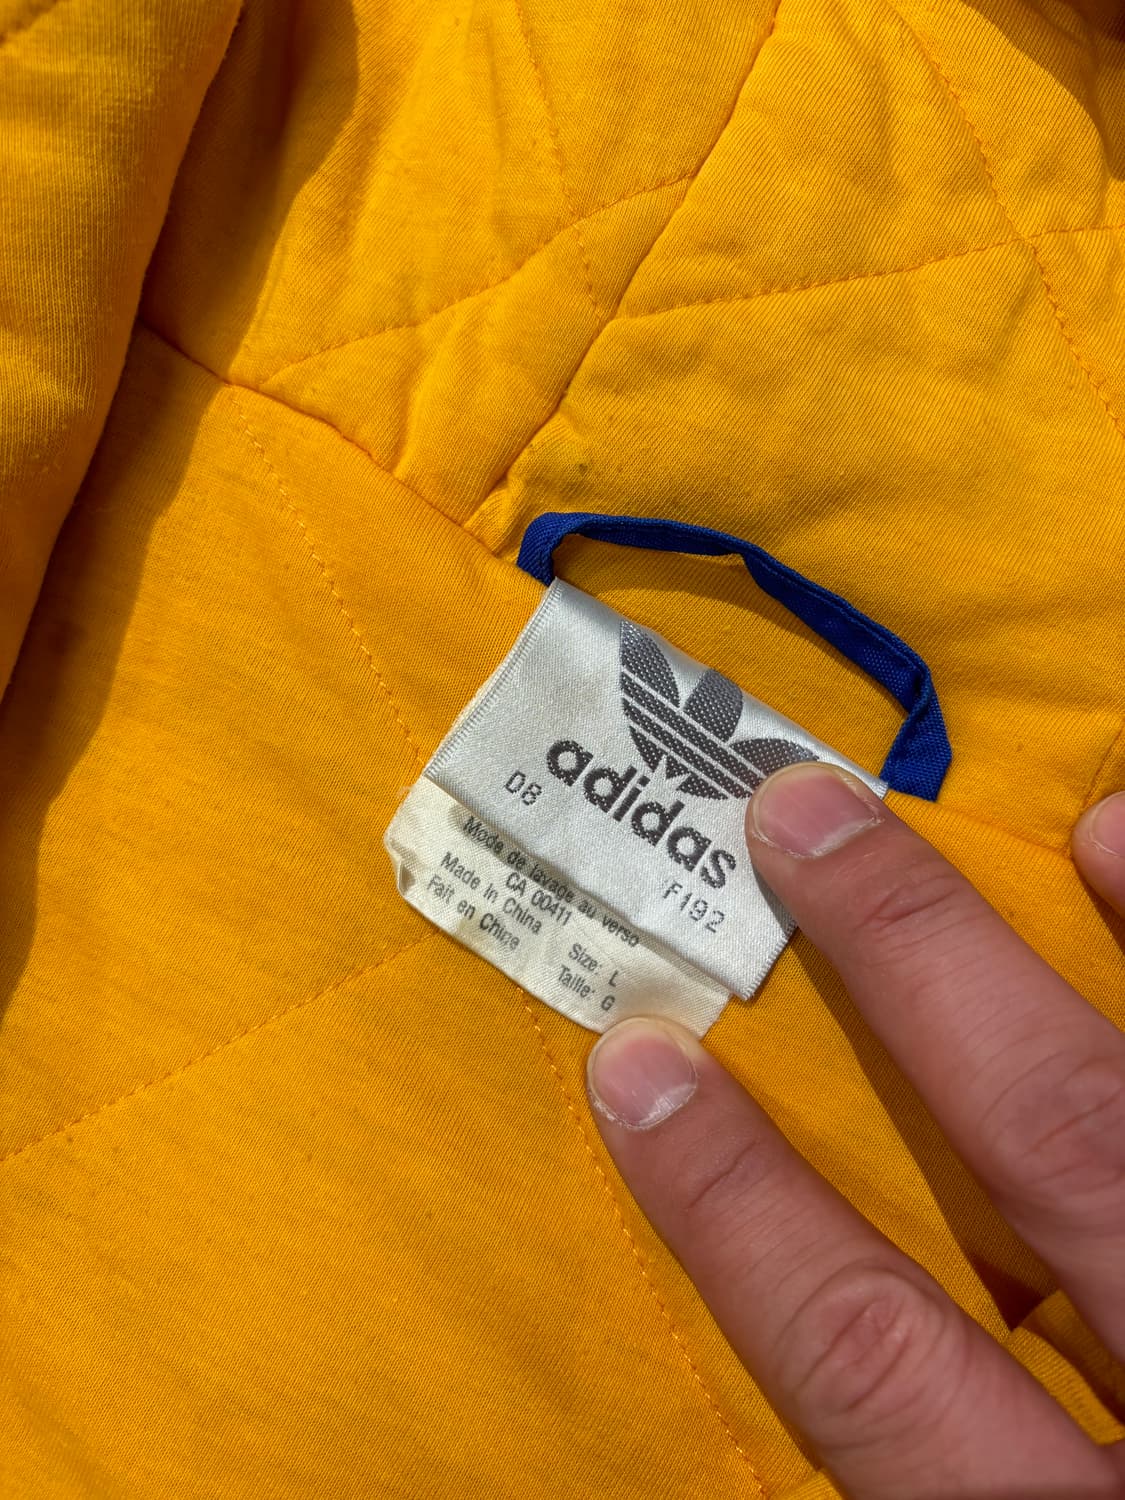 adidas
D8 F192
Mode de lavage au verso
CA 00411
Made in China
Fait en Chine
Size: L
Taille: G